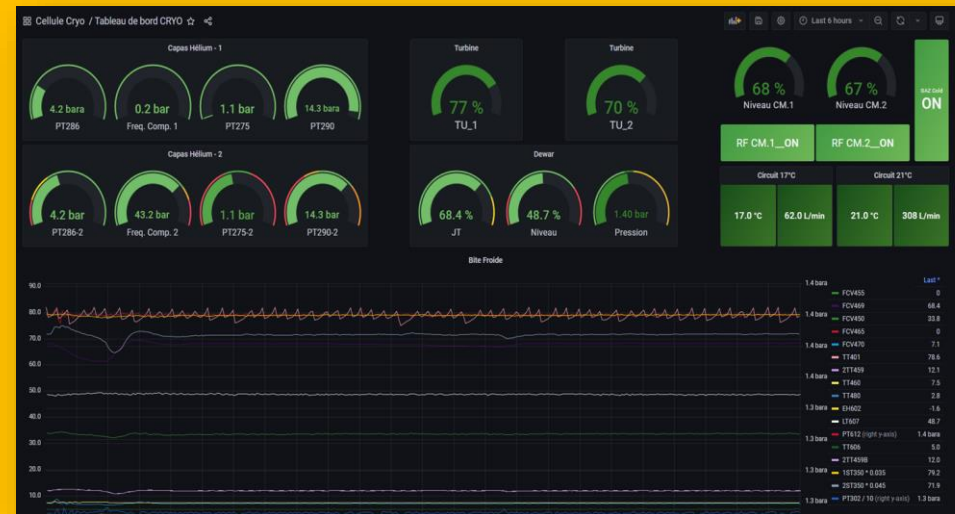 Cellule Cryo / Tableau de bord CRYO
Last 6 hours
Capas Hélium - 1
4.2 bara
PT286
0.2 bar
Freq. Comp. 1
1.1 bar
PT275
14.3 bara
PT290
Turbine
77 %
TU_1
Turbine
70 %
TU_2
68 %
Niveau CM.1
67 %
Niveau CM.2
ON
RF CM.1__ON
RF CM.2__ON
Capas Hélium - 2
4.2 bar
PT286-2
43.2 bar
Freq. Comp. 2
1.1 bar
PT275-2
14.3 bar
PT290-2
Dewar
68.4 %
JT
48.7 %
Niveau
1.40 bar
Pression
Circuit 17°C
17.0 °C
62.0 L/min
Circuit 21°C
21.0 °C
308 L/min
Bite Froide
90.0
80.0
70.0
60.0
50.0
40.0
30.0
20.0
10.0
1.4 bara
1.4 bara
1.4 bara
1.4 bara
1.3 bara
1.3 bara
1.3 bara
1.3 bara
Last *
FCV455 0
FCV469 68.4
FCV450 33.8
FCV465 0
FCV470 7.1
TT401 78.6
2TT459 12.1
TT460 7.5
TT480 2.8
EH602 -1.6
LT607 48.7
PT612 (right y-axis) 1.4 bara
TT606 5.0
2TT459B 12.0
1ST350 * 0.035 79.2
2ST350 * 0.045 71.9
PT302 / 10 (right y-axis) 1.3 bara